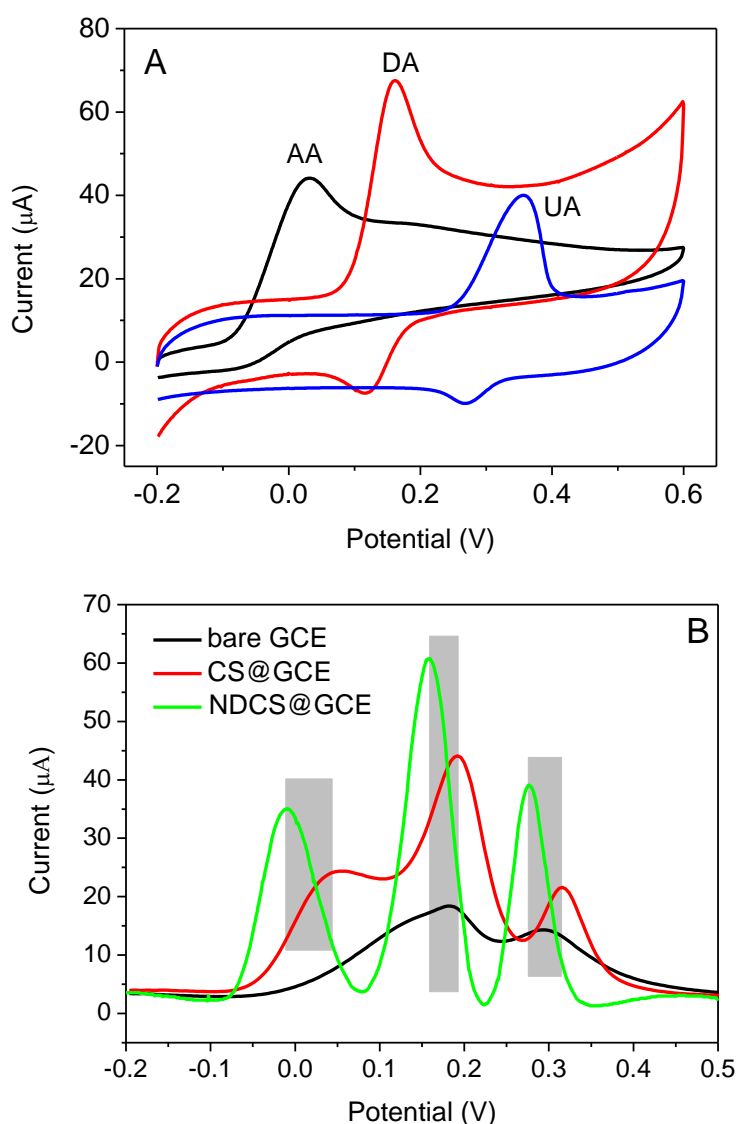 A
80
60
40
20
0
-20
Current (μA)
AA
DA
UA
-0.2 0.0 0.2 0.4 0.6
Potential (V)
B
70
60
50
40
30
20
10
0
Current (μA)
bare GCE
CS@GCE
NDCS@GCE
-0.2 -0.1 0.0 0.1 0.2 0.3 0.4 0.5
Potential (V)